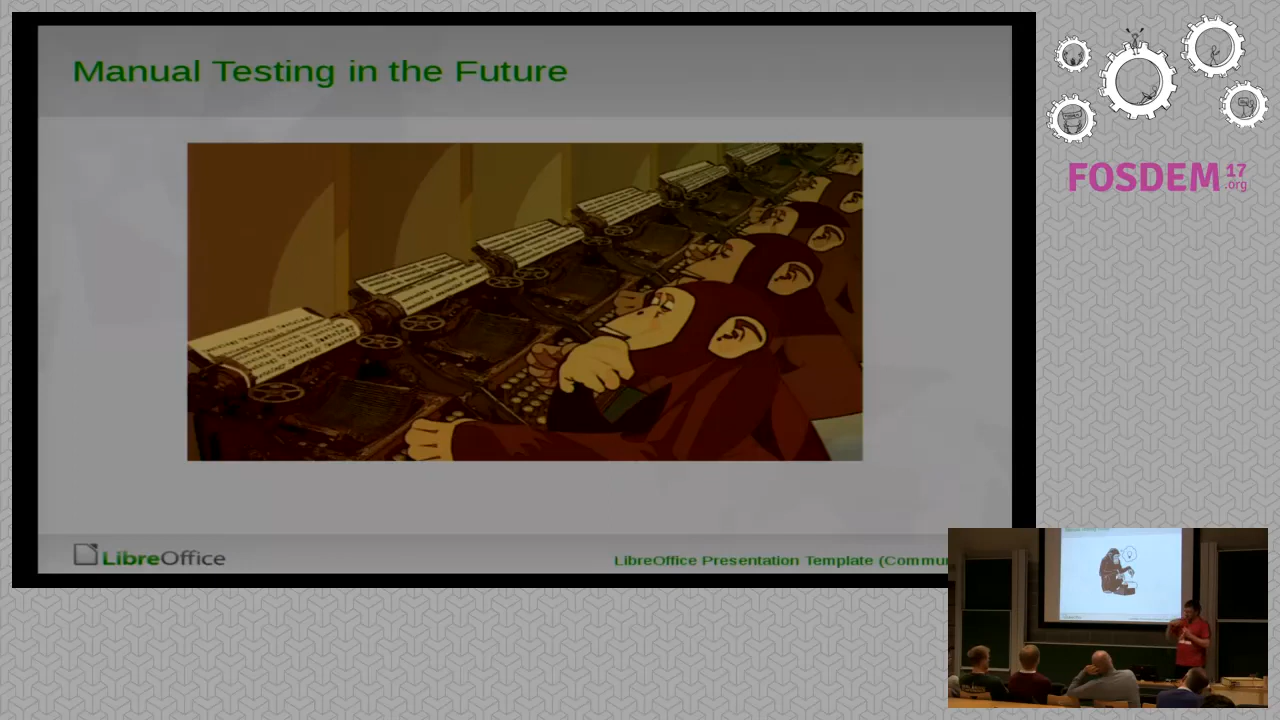 Manual Testing in the Future
LibreOffice
LibreOffice Presentation Template (Commu
FOSDEM 17
.org